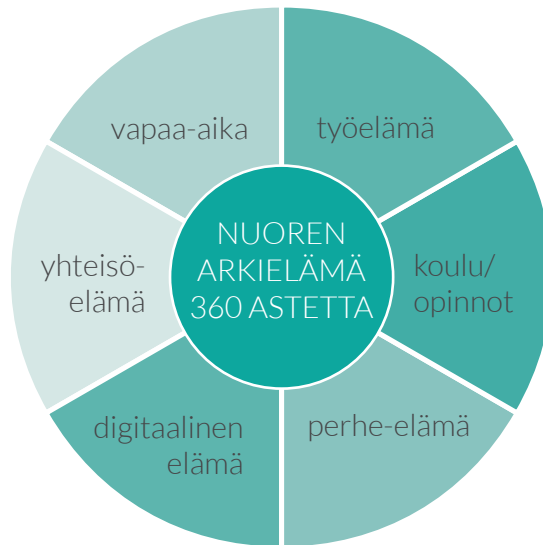 vapaa-aika
työelämä
koulu/
opinnot
perhe-elämä
digitaalinen
elämä
yhteisö-
elämä
NUOREN
ARKIELÄMÄ
360 ASTETTA